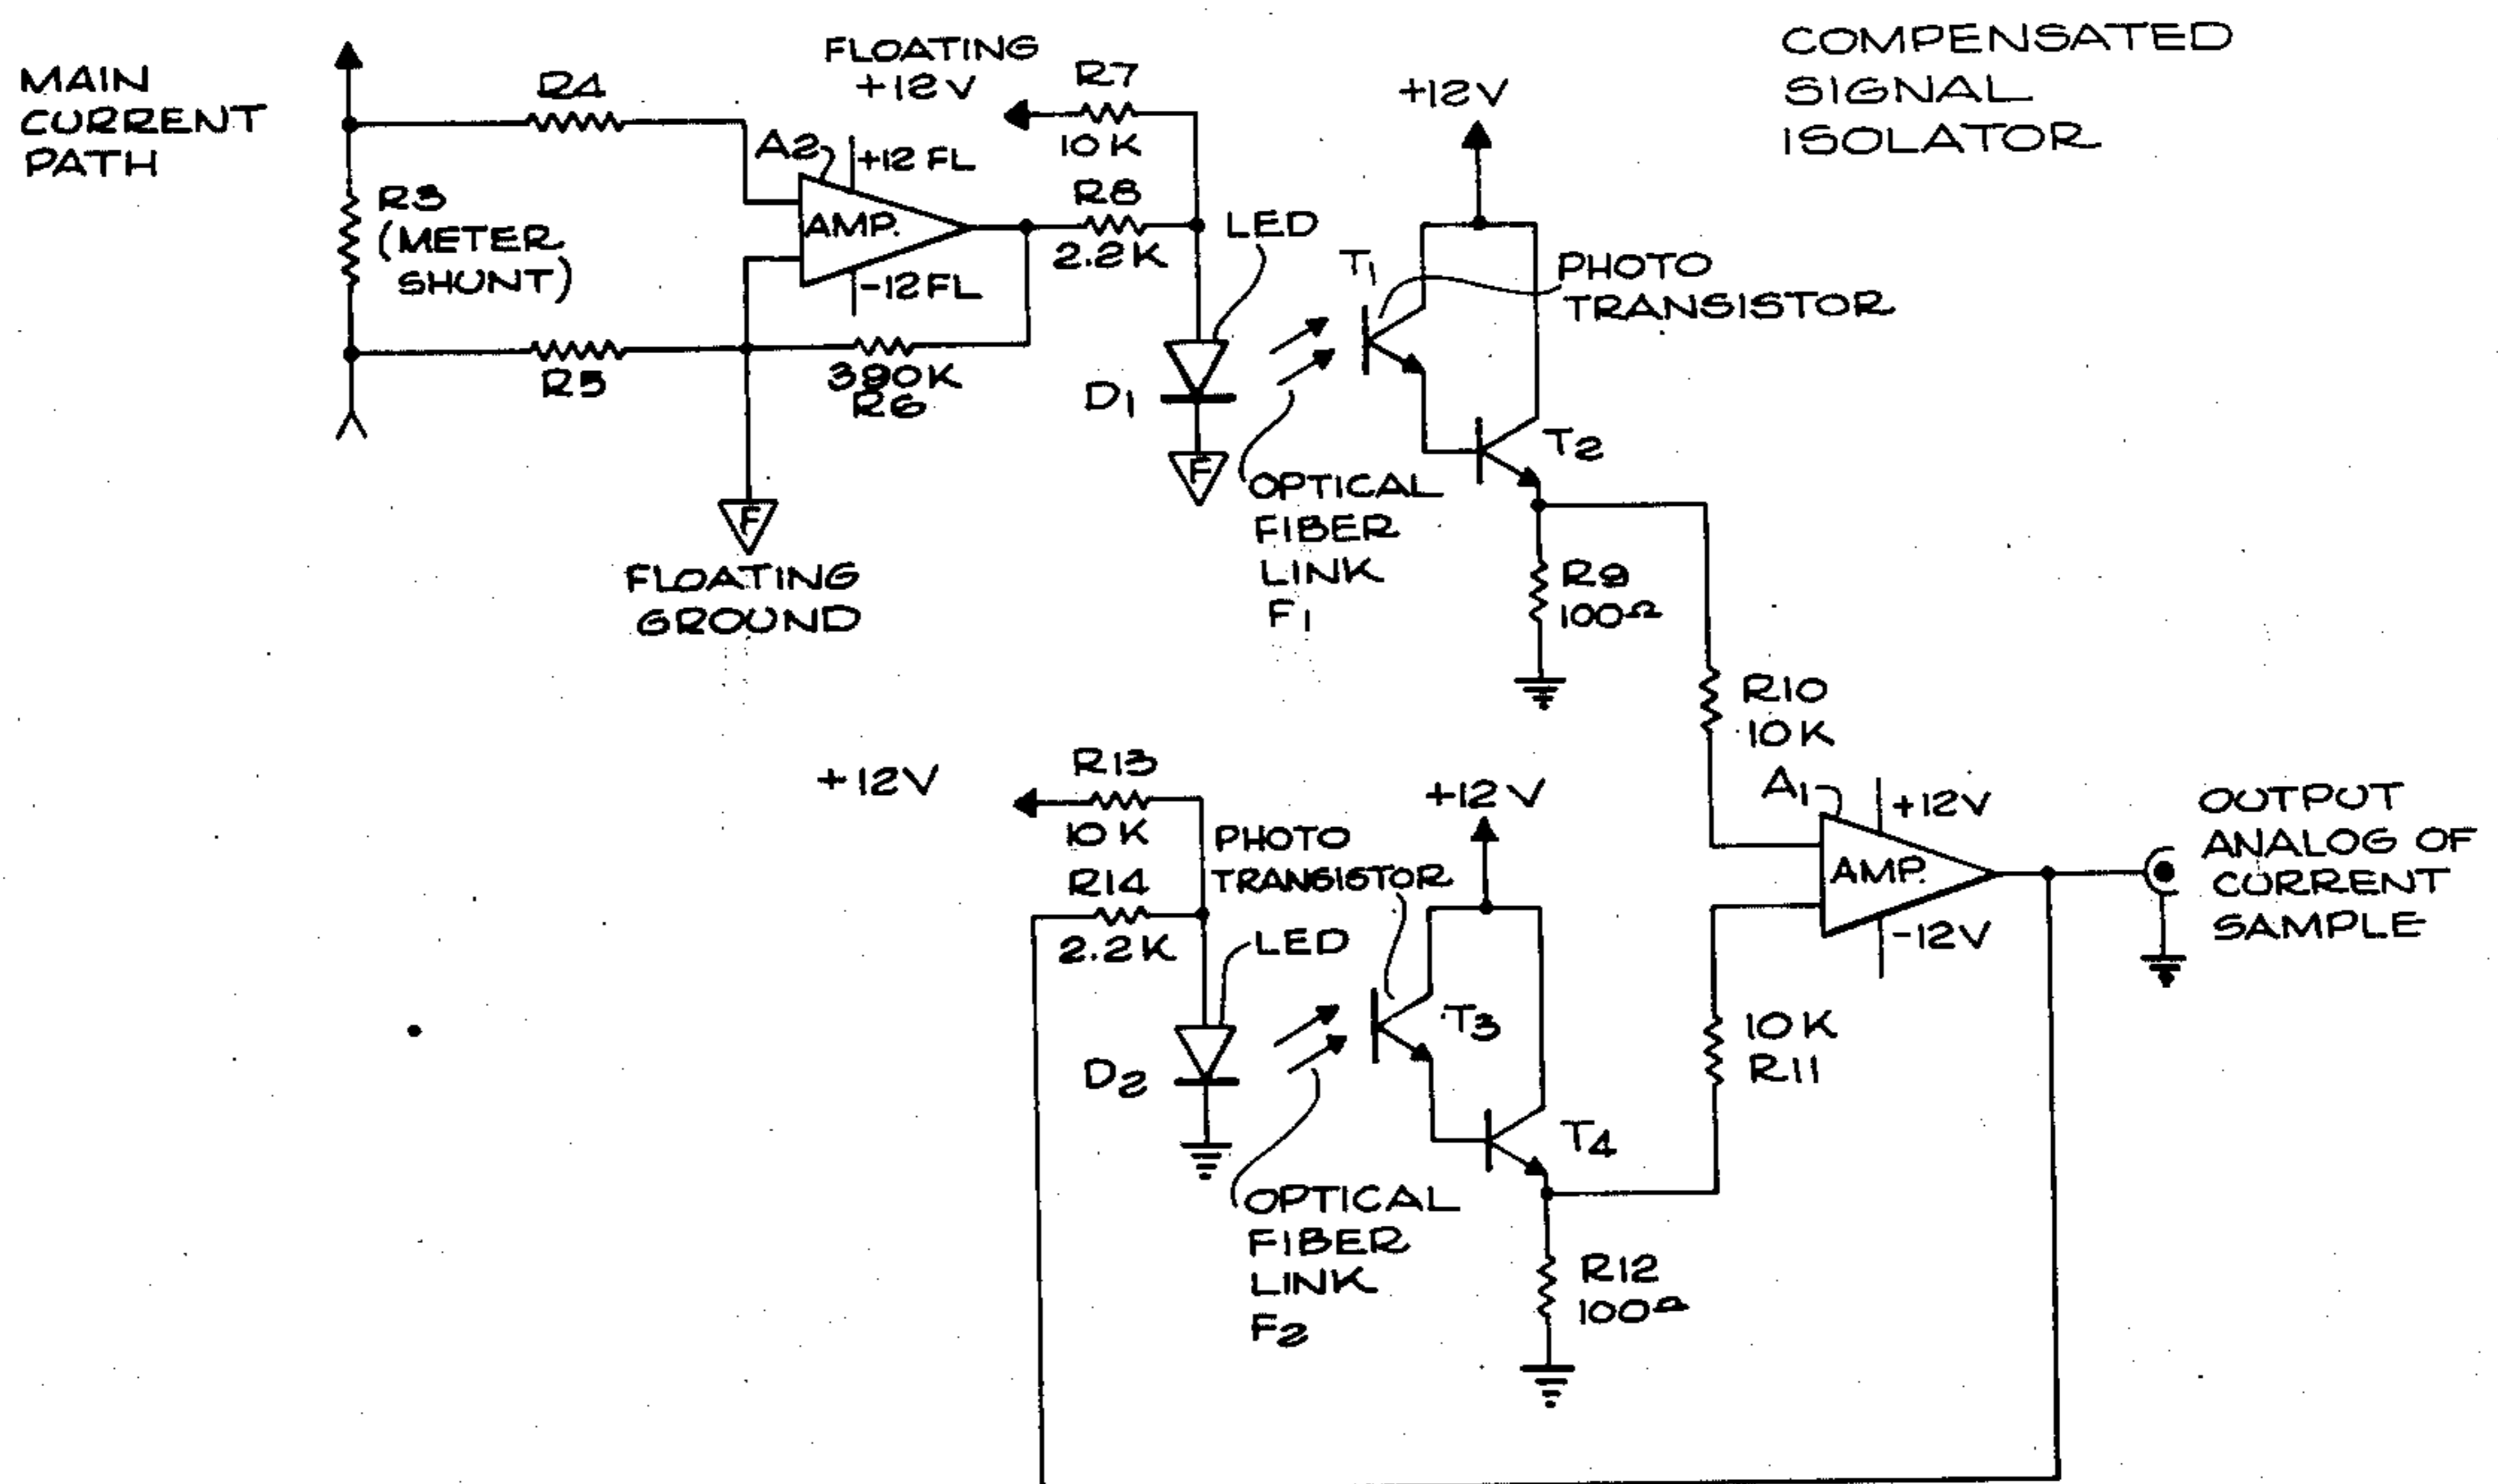 COMPENSATED
SIGNAL
ISOLATOR
MAIN
CURRENT
PATH
R4
FLOATING
+12V
R7
10K
+12V
A2
+12FL
AMP.
-12FL
R8
2.2K
LED
R3
(METER
SHUNT)
T1
PHOTO
TRANSISTOR
R5
390K
R6
D1
T2
F
F
FLOATING
GROUND
OPTICAL
FIBER
LINK
F1
R9
100Ω
R10
10K
+12V
R13
10K
R14
2.2K
PHOTO
TRANSISTOR
+12V
A1
+12V
AMP.
-12V
OUTPUT
ANALOG OF
CURRENT
SAMPLE
LED
D2
T3
10K
R11
T4
OPTICAL
FIBER
LINK
F2
R12
100Ω